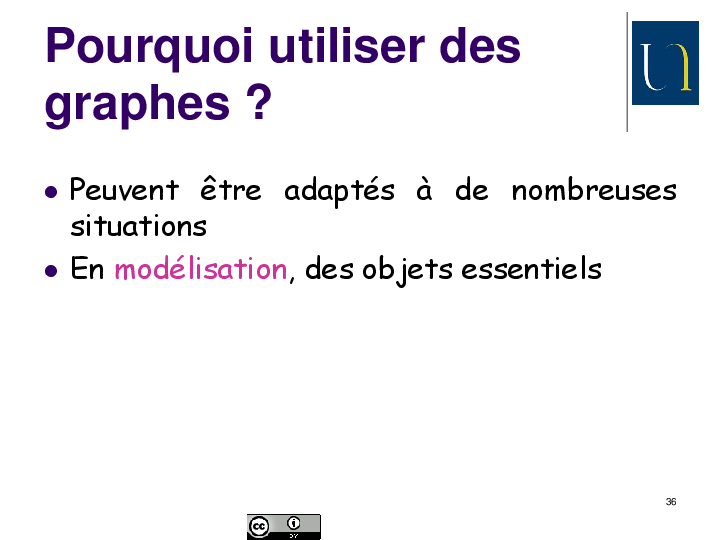 Pourquoi utiliser des
graphes ?
Peuvent être adaptés à de nombreuses
situations
En modélisation, des objets essentiels
36
cc
BY